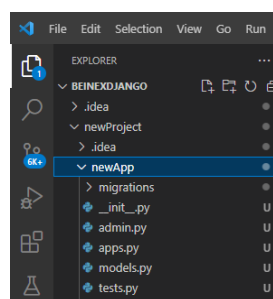 File Edit Selection View Go Run
EXPLORER ...
1
BEINEXDJANGO
> .idea
newProject
> .idea
6K+
newApp
> migrations
__init__.py U
admin.py U
apps.py U
models.py U
tests.py U